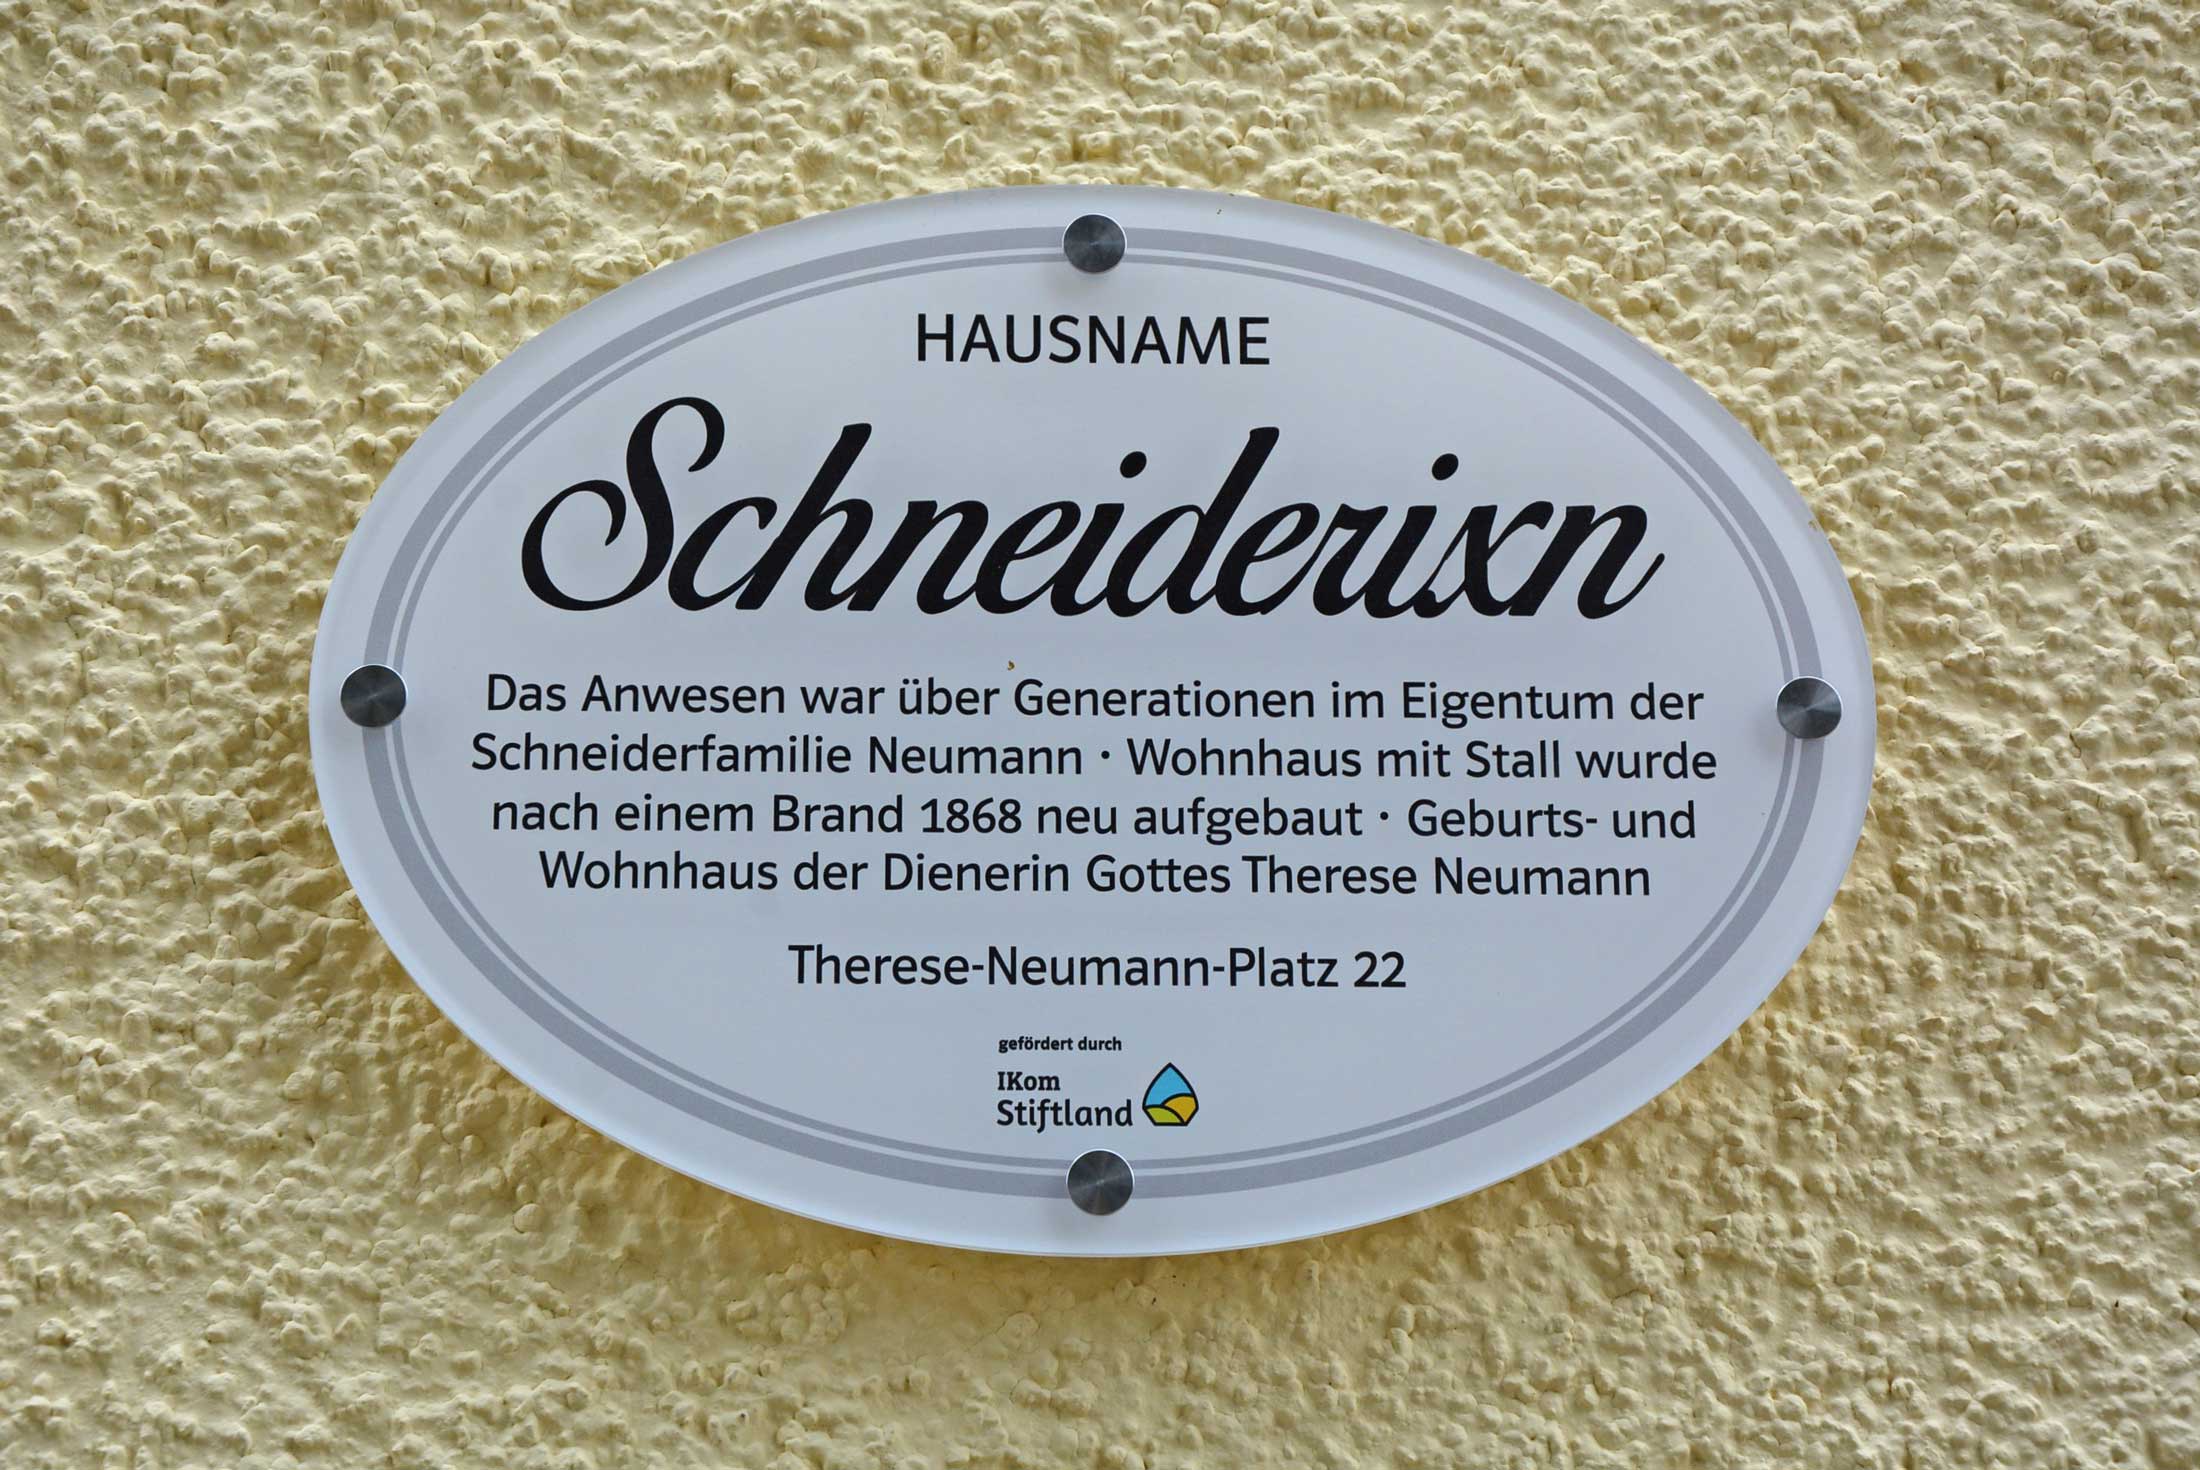 HAUSNAME
Schneiderixn
Das Anwesen war über Generationen im Eigentum der
Schneiderfamilie Neumann · Wohnhaus mit Stall wurde
nach einem Brand 1868 neu aufgebaut · Geburts- und
Wohnhaus der Dienerin Gottes Therese Neumann
Therese-Neumann-Platz 22
gefördert durch
IKom
Stiftland